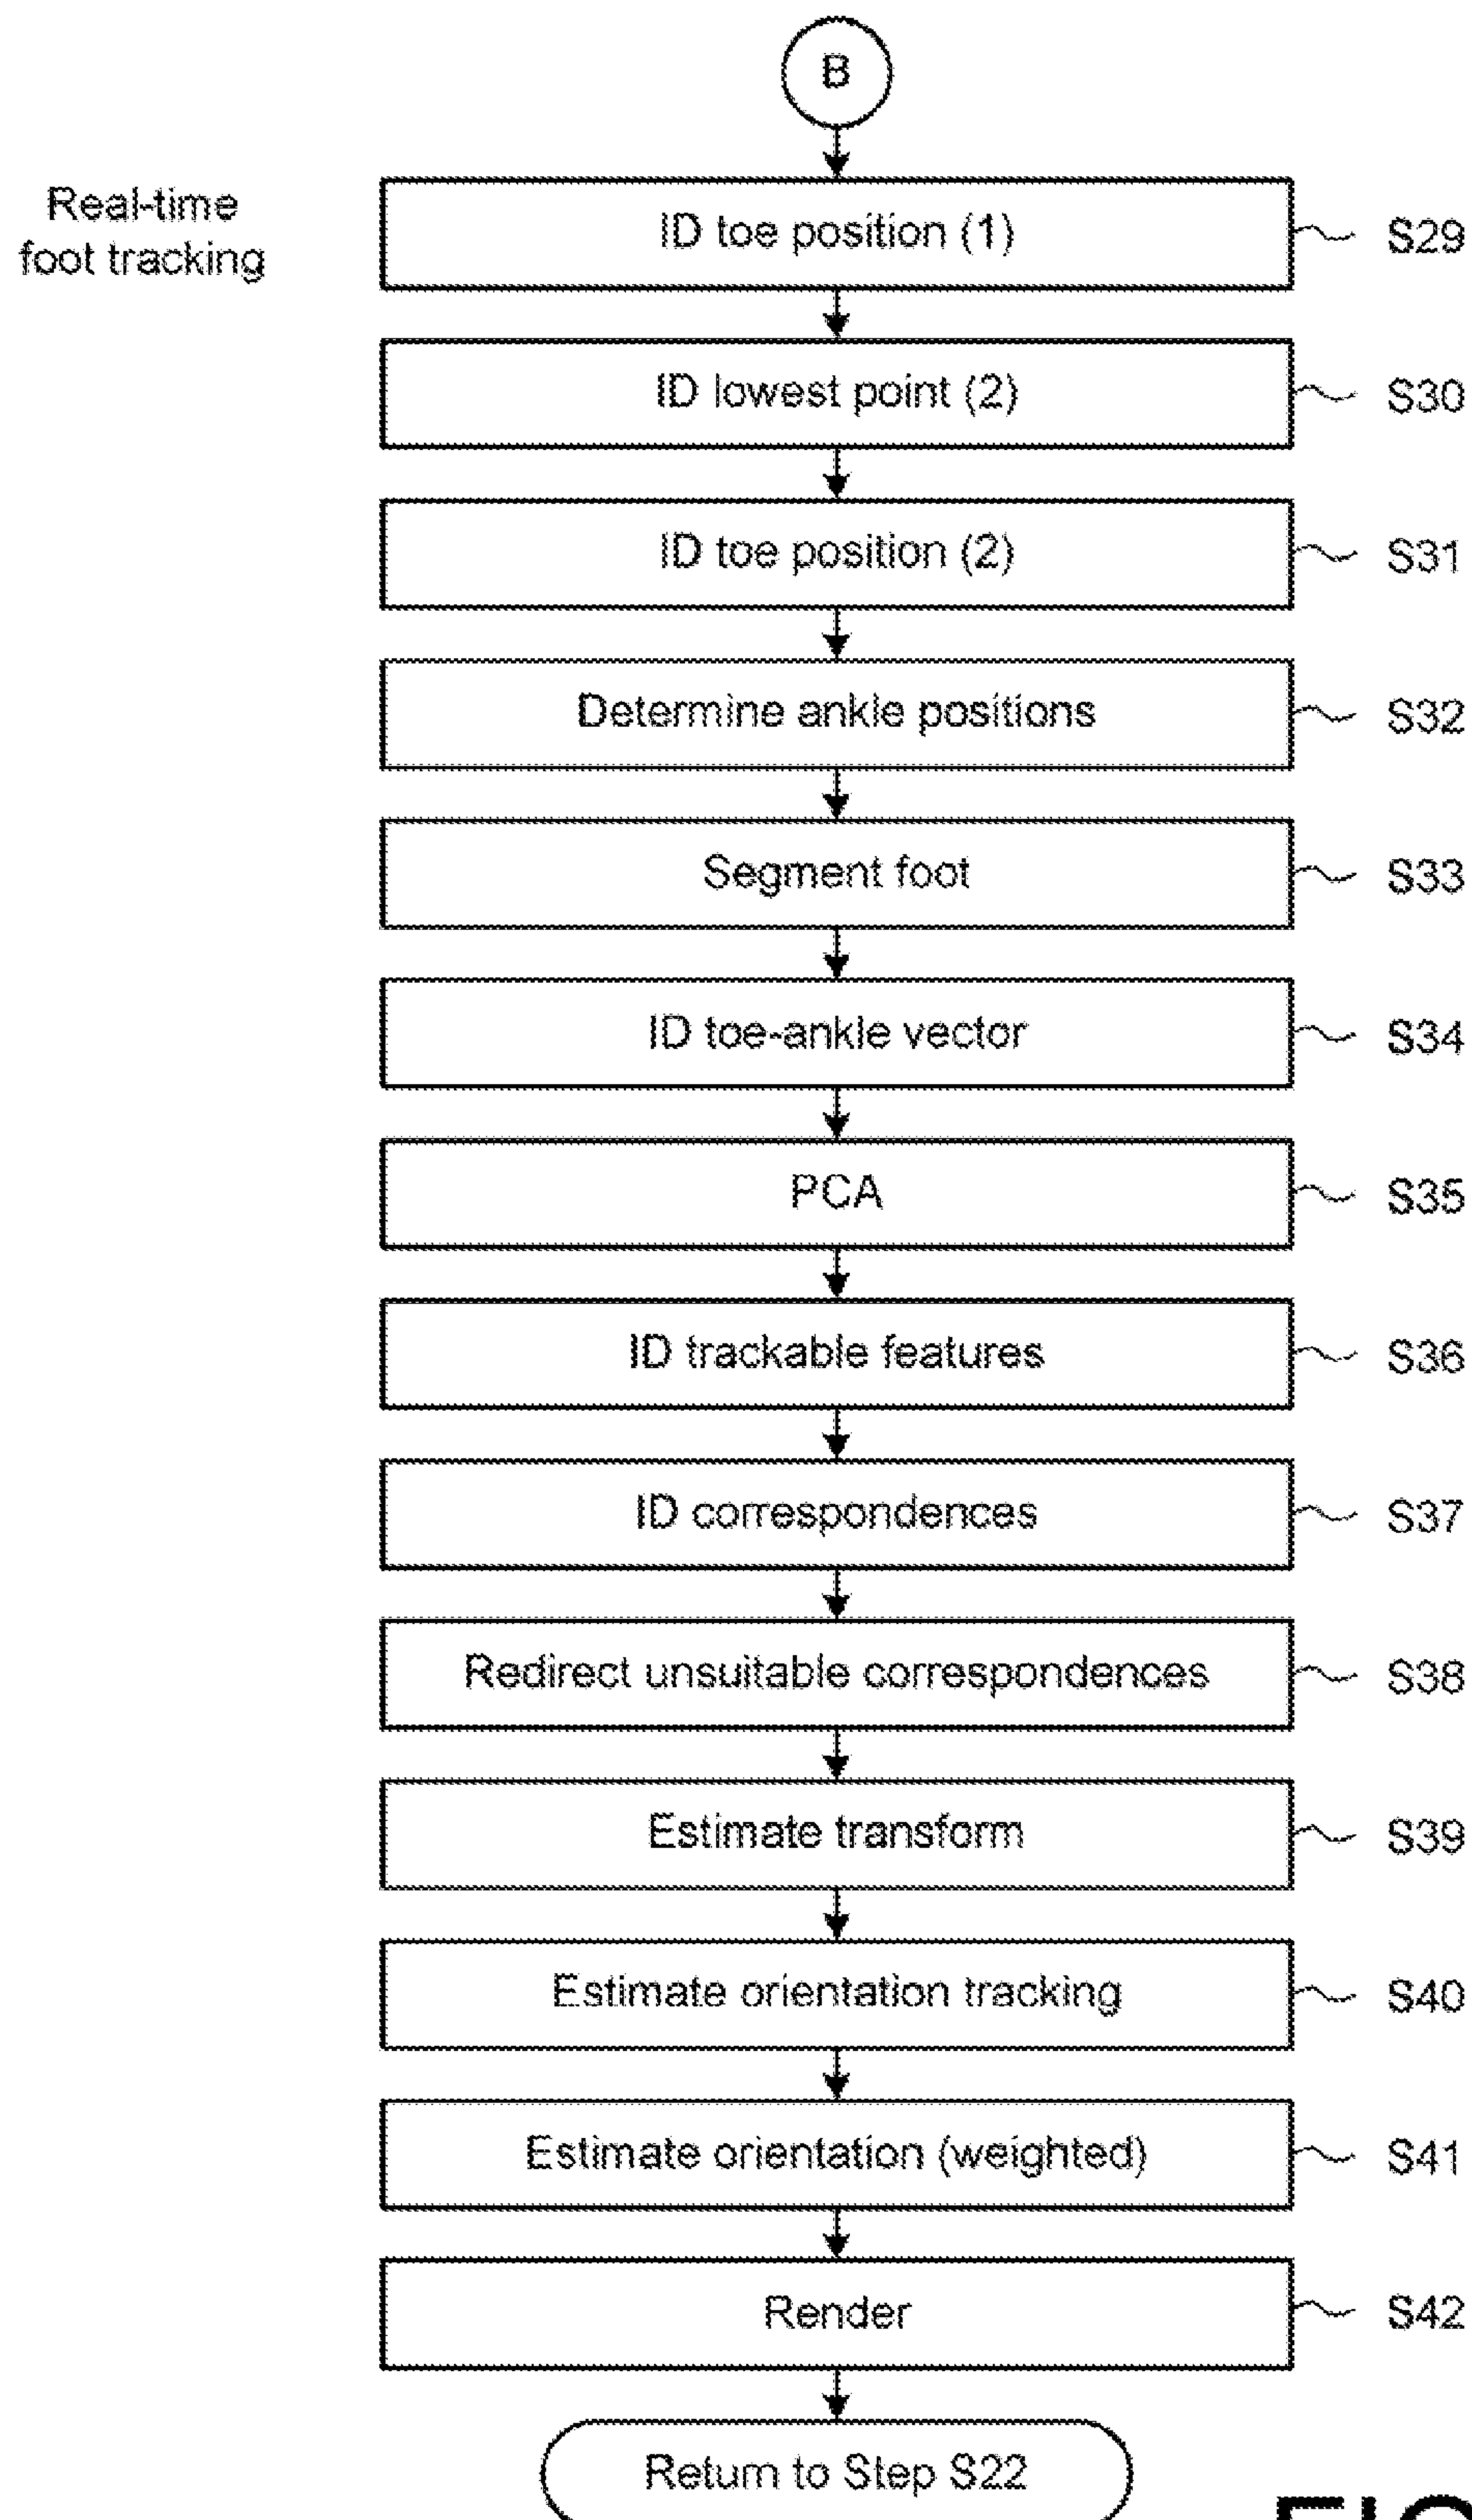 B
Real-time
foot tracking
ID toe position (1)
S29
ID lowest point (2)
S30
ID toe position (2)
S31
Determine ankle positions
S32
Segment foot
S33
ID toe-ankle vector
S34
PCA
S35
ID trackable features
S36
ID correspondences
S37
Redirect unsuitable correspondences
S38
Estimate transform
S39
Estimate orientation tracking
S40
Estimate orientation (weighted)
S41
Render
S42
Return to Step S22